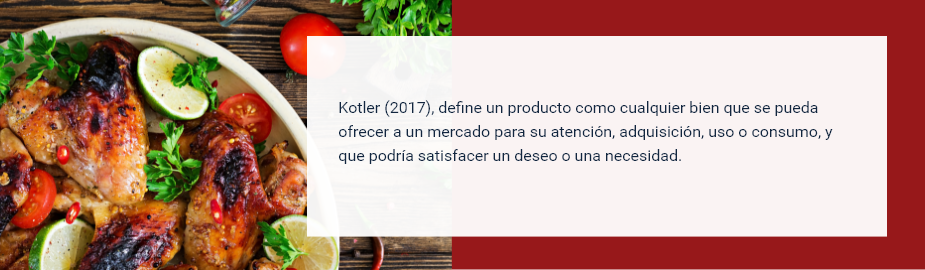 Kotler (2017), define un producto como cualquier bien que se pueda
ofrecer a un mercado para su atención, adquisición, uso o consumo, y
que podría satisfacer un deseo o una necesidad.